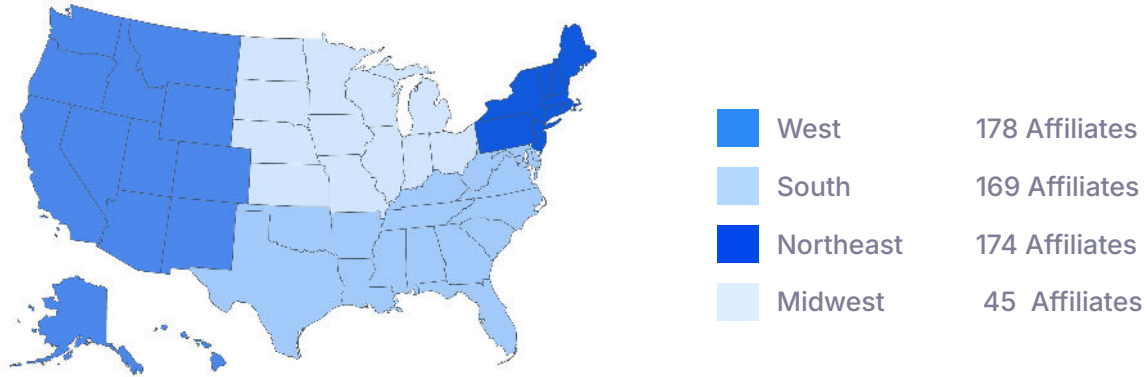 West 178 Affiliates
South 169 Affiliates
Northeast 174 Affiliates
Midwest 45 Affiliates